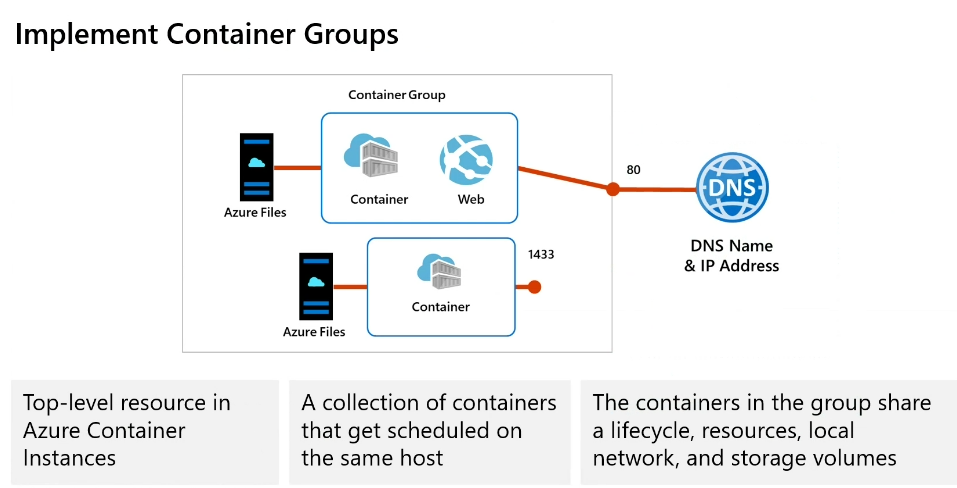 Implement Container Groups
Container Group
Container
Web
Azure Files
80
DNS
DNS Name
& IP Address
1433
Container
Azure Files
Top-level resource in
Azure Container
Instances
A collection of containers
that get scheduled on
the same host
The containers in the group share
a lifecycle, resources, local
network, and storage volumes